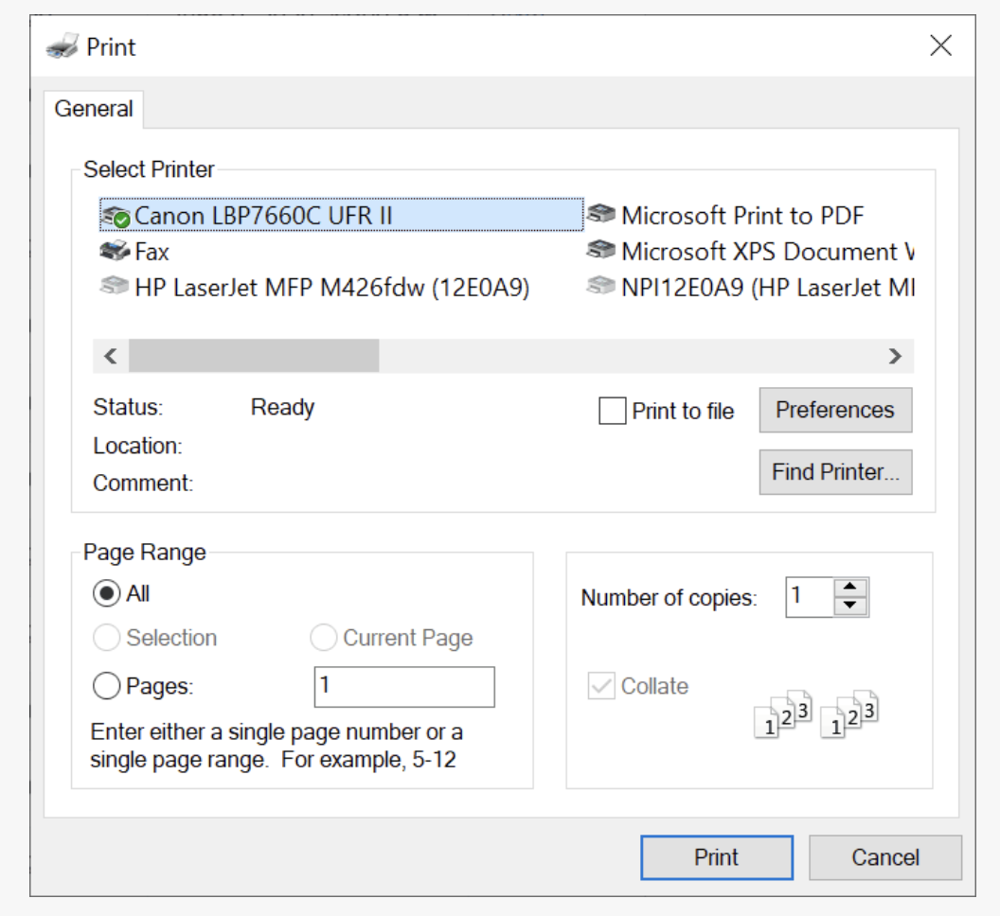 Print
General
Select Printer
Canon LBP7660C UFR II
Microsoft Print to PDF
Fax
Microsoft XPS Document
HP LaserJet MFP M426fdw (12E0A9)
NPI12E0A9 (HP LaserJet
Status: Ready
Print to file
Preferences
Location:
Comment:
Find Printer...
Page Range
All
Number of copies: 1
Selection
Current Page
Pages: 1
Collate
1 2 3 1 2 3
Enter either a single page number or a
single page range. For example, 5-12
Print
Cancel